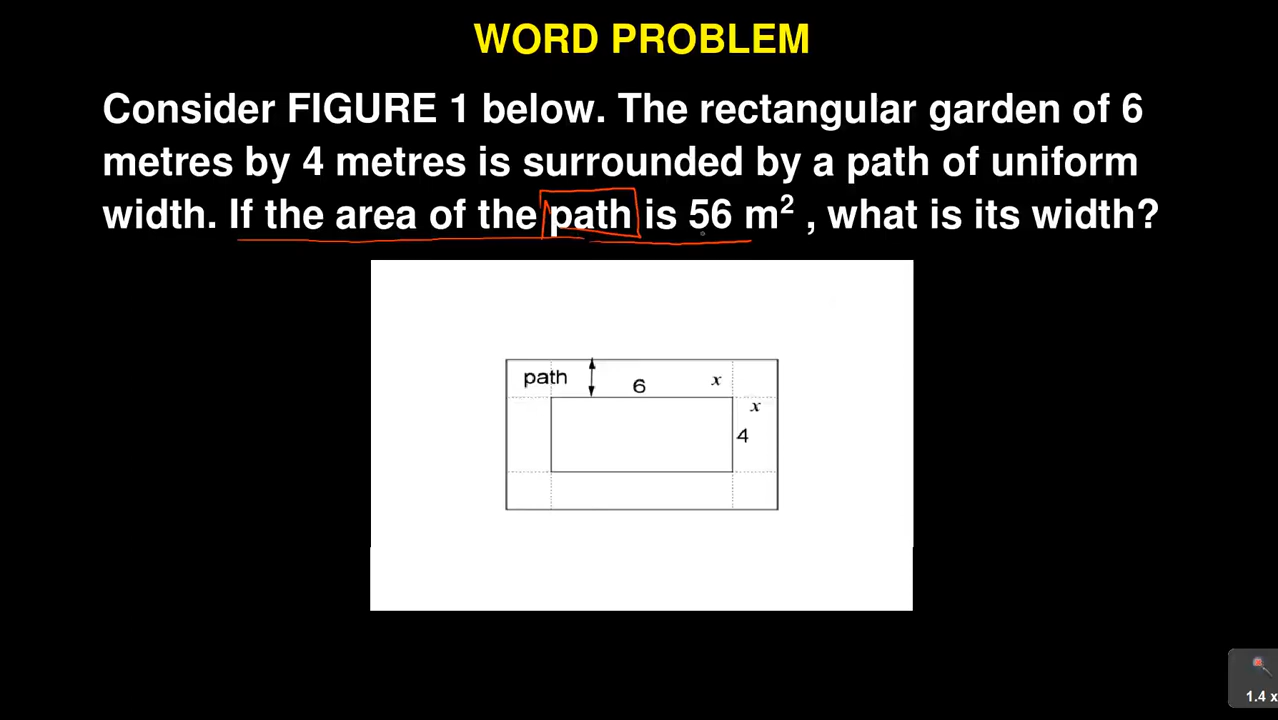 WORD PROBLEM
Consider FIGURE 1 below. The rectangular garden of 6
metres by 4 metres is surrounded by a path of uniform
width. If the area of the path is 56 m² , what is its width?
path
6
x
x
4
1.4 x